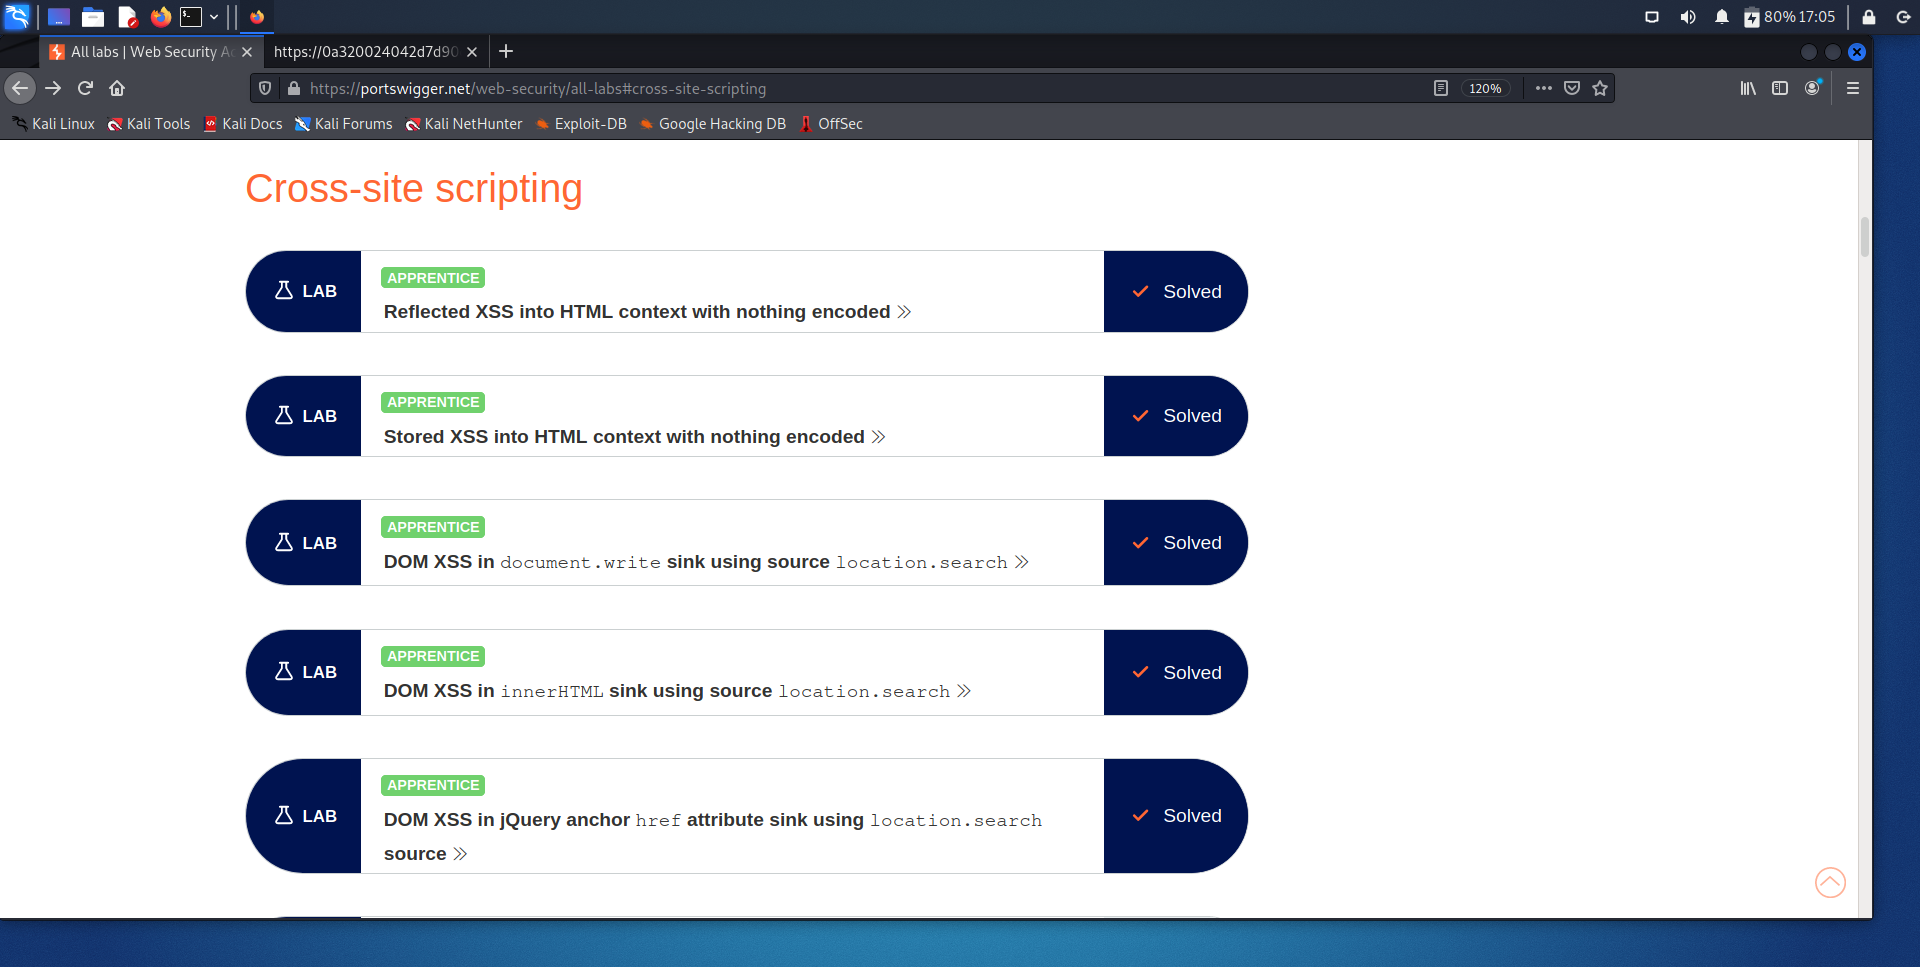 80% 17:05
All labs | Web Security Ac
https://0a320024042d7d90
https://portswigger.net/web-security/all-labs#cross-site-scripting
120%
Kali Linux Kali Tools Kali Docs Kali Forums Kali NetHunter Exploit-DB Google Hacking DB OffSec
Cross-site scripting
LAB
APPRENTICE
Reflected XSS into HTML context with nothing encoded
Solved
LAB
APPRENTICE
Stored XSS into HTML context with nothing encoded
Solved
LAB
APPRENTICE
DOM XSS in document.write sink using source location.search
Solved
LAB
APPRENTICE
DOM XSS in innerHTML sink using source location.search
Solved
LAB
APPRENTICE
DOM XSS in jQuery anchor href attribute sink using location.search
source
Solved